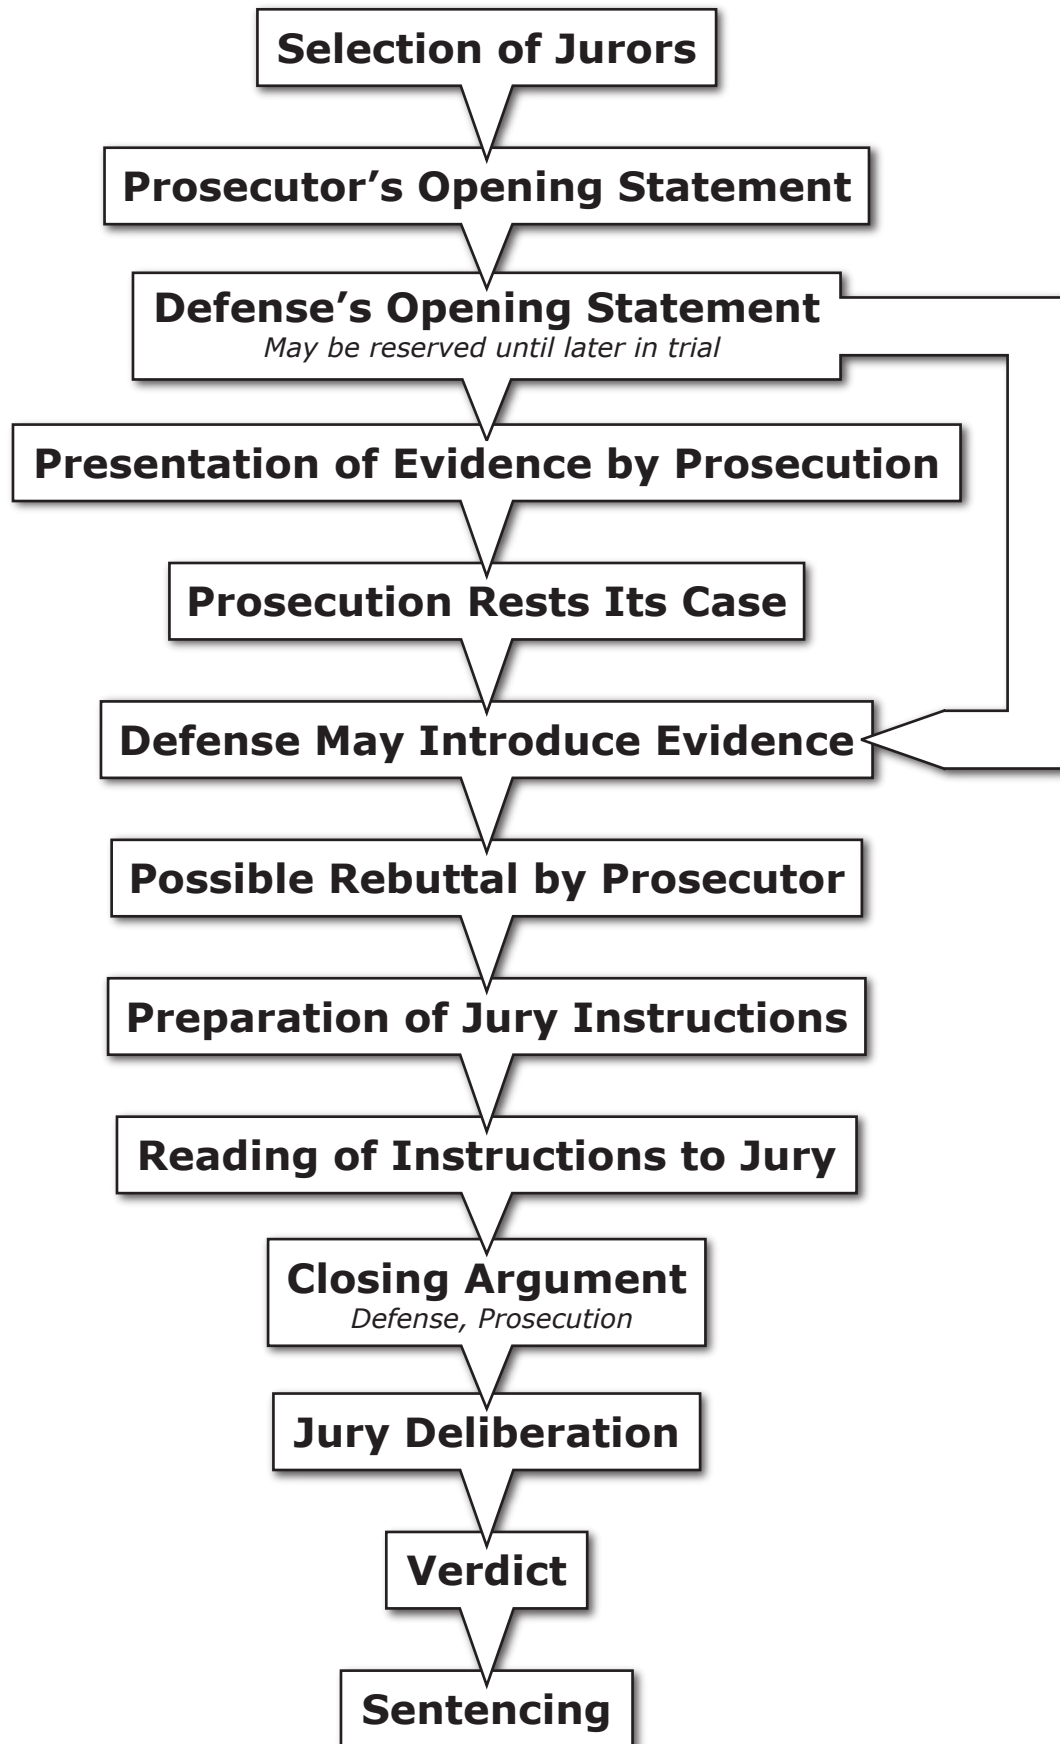 Selection of Jurors
Prosecutor’s Opening Statement
Defense’s Opening Statement
May be reserved until later in trial
Presentation of Evidence by Prosecution
Prosecution Rests Its Case
Defense May Introduce Evidence
Possible Rebuttal by Prosecutor
Preparation of Jury Instructions
Reading of Instructions to Jury
Closing Argument
Defense, Prosecution
Jury Deliberation
Verdict
Sentencing